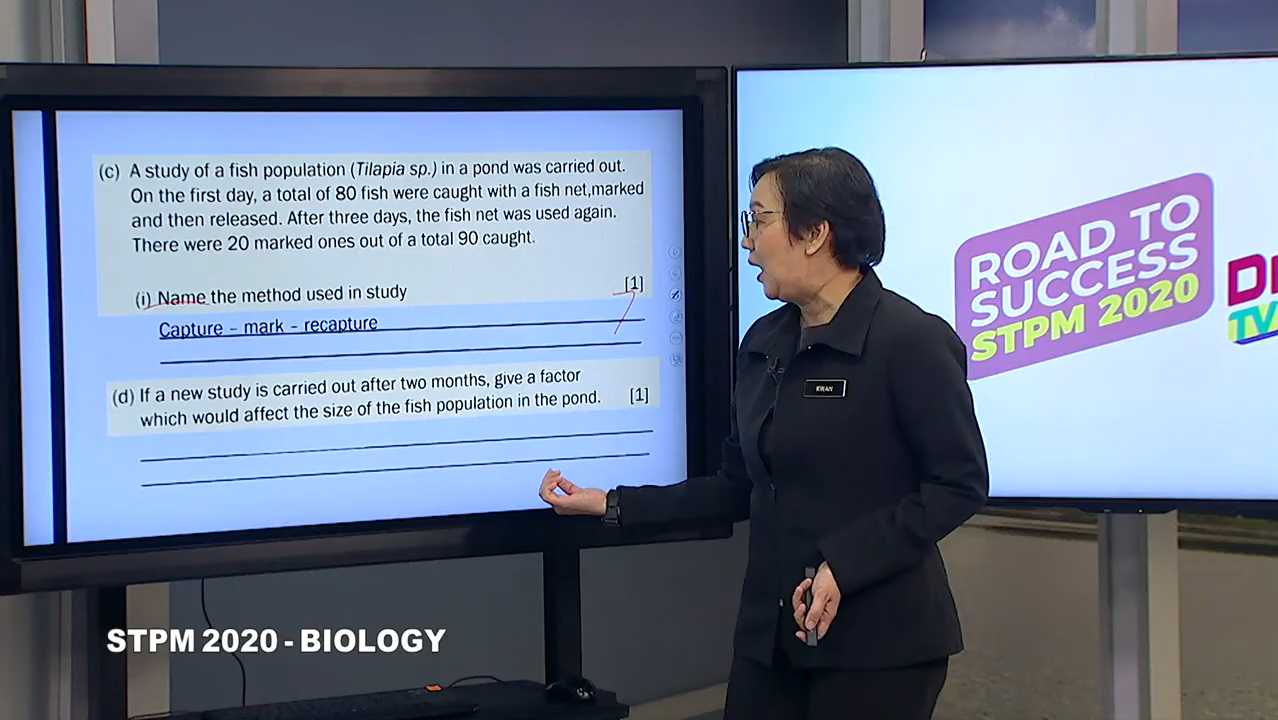 (c) A study of a fish population (Tilapia sp.) in a pond was carried out.
On the first day, a total of 80 fish were caught with a fish net,marked
and then released. After three days, the fish net was used again.
There were 20 marked ones out of a total 90 caught.
(i) Name the method used in study [1]
Capture – mark - recapture
(d) If a new study is carried out after two months, give a factor
which would affect the size of the fish population in the pond. [1]
KWAN
ROAD TO
SUCCESS
STPM 2020
TV
STPM 2020 - BIOLOGY